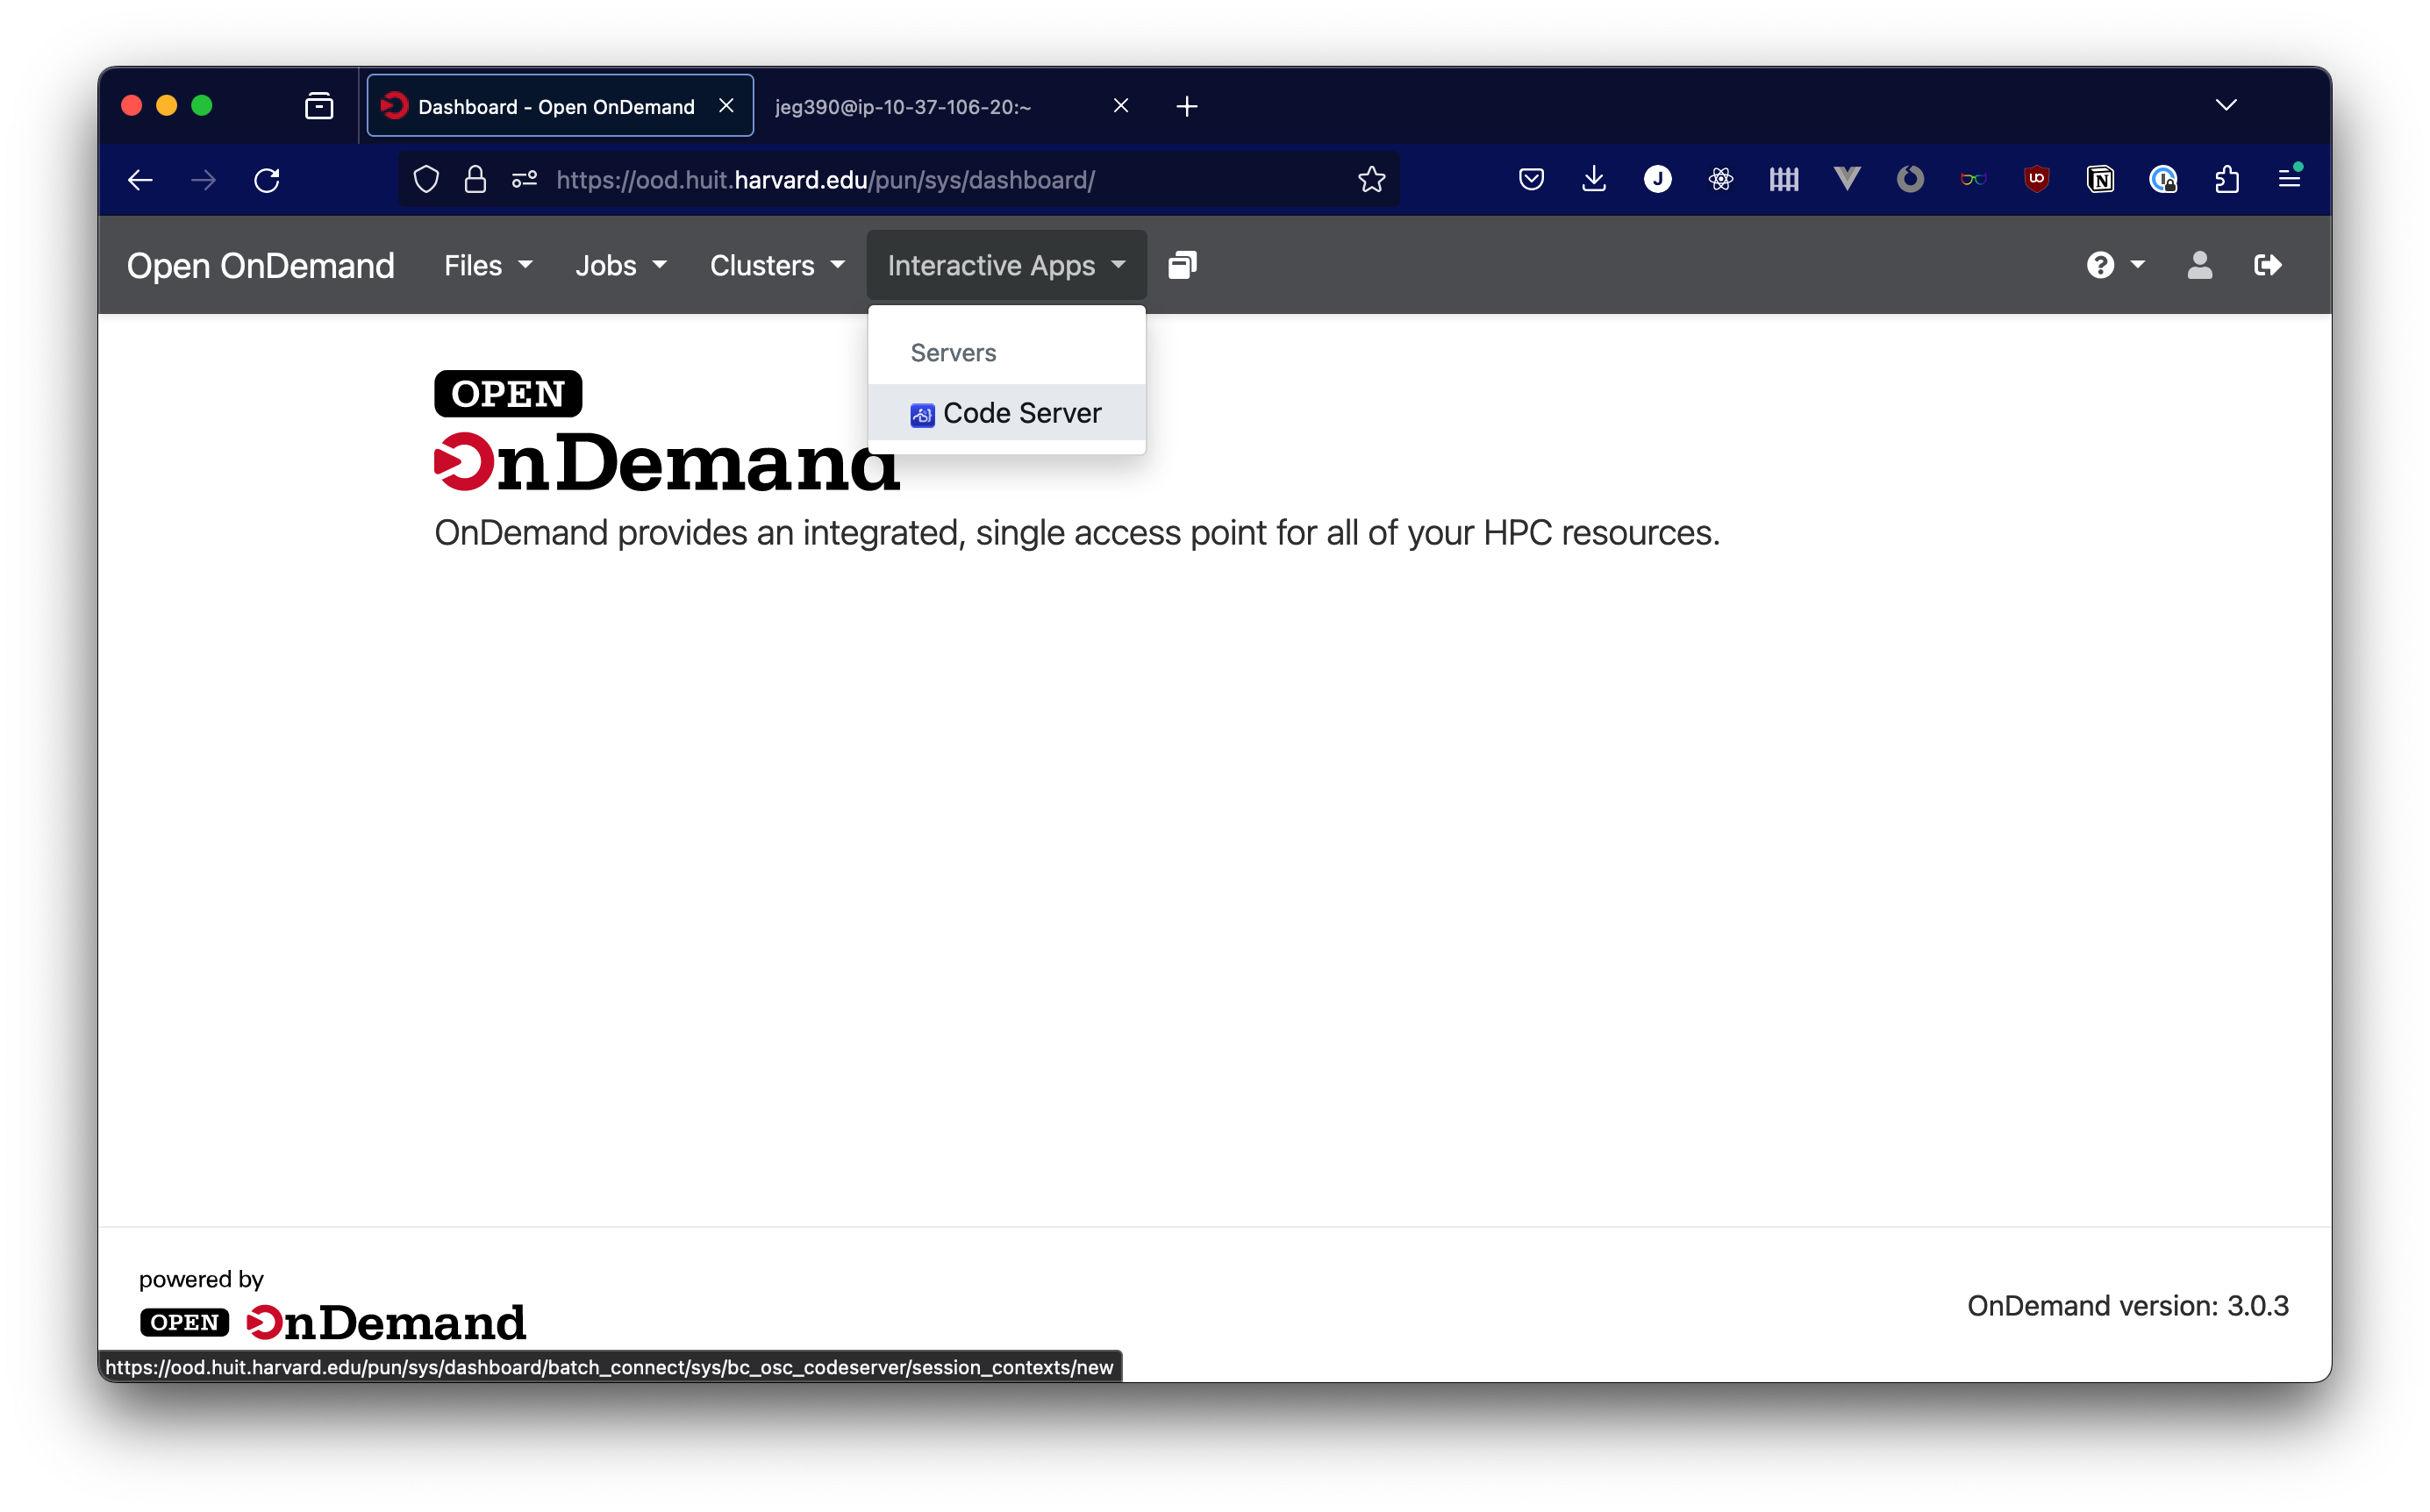 Dashboard - Open OnDemand
jeg390@ip-10-37-106-20:~
https://ood.huit.harvard.edu/pun/sys/dashboard/
Open OnDemand Files Jobs Clusters Interactive Apps
Servers
Code Server
OPEN
OnDemand
OnDemand provides an integrated, single access point for all of your HPC resources.
powered by
OPEN OnDemand
OnDemand version: 3.0.3
https://ood.huit.harvard.edu/pun/sys/dashboard/batch_connect/sys/bc_osc_codeserver/session_contexts/new